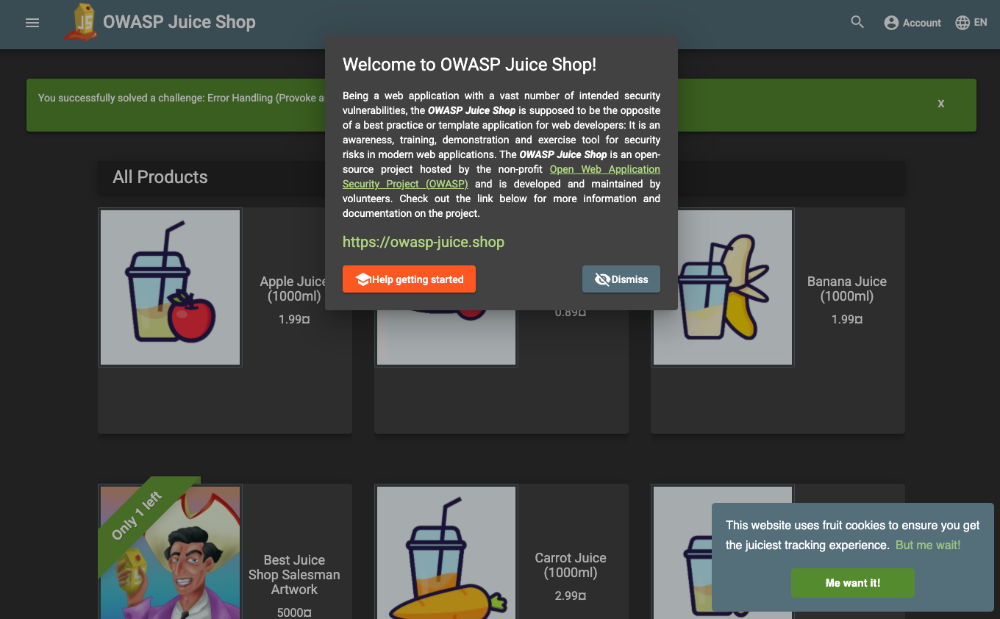 OWASP Juice Shop
Account
EN
Welcome to OWASP Juice Shop!
Being a web application with a vast number of intended security
vulnerabilities, the OWASP Juice Shop is supposed to be the opposite
of a best practice or template application for web developers: It is an
awareness, training, demonstration and exercise tool for security
risks in modern web applications. The OWASP Juice Shop is an open-
source project hosted by the non-profit Open Web Application
Security Project (OWASP) and is developed and maintained by
volunteers. Check out the link below for more information and
documentation on the project.
https://owasp-juice.shop
Help getting started
Dismiss
You successfully solved a challenge: Error Handling (Provoke a
X
All Products
Apple Juice
(1000ml)
1.99¤
0.89¤
Banana Juice
(1000ml)
1.99¤
Only 1 left
Best Juice
Shop Salesman
Artwork
5000¤
Carrot Juice
(1000ml)
2.99¤
This website uses fruit cookies to ensure you get
the juiciest tracking experience. But me wait!
Me want it!